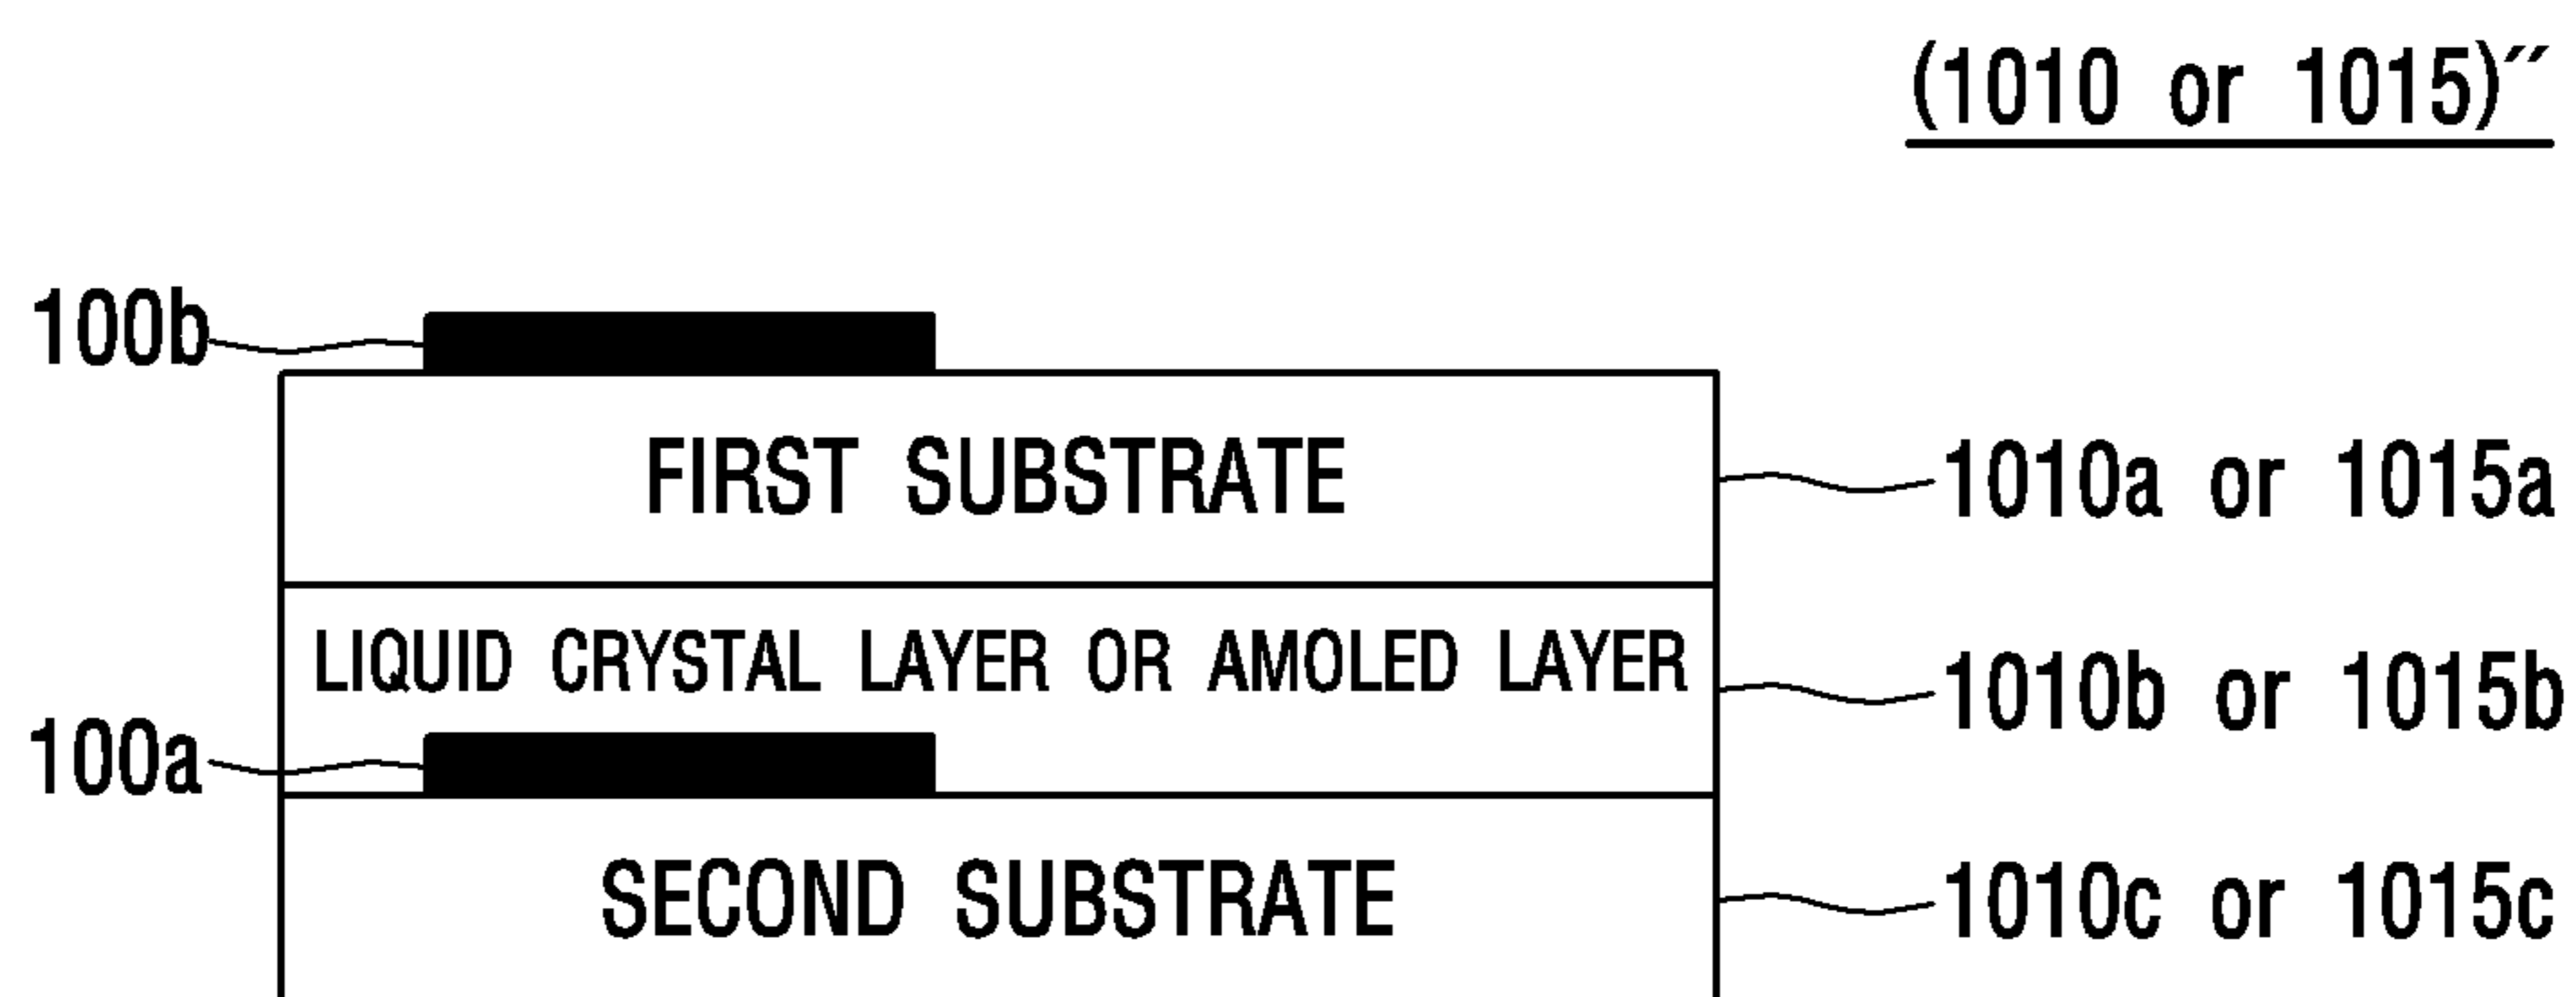 (1010 or 1015)″
100b
FIRST SUBSTRATE
1010a or 1015a
LIQUID CRYSTAL LAYER OR AMOLED LAYER
1010b or 1015b
100a
SECOND SUBSTRATE
1010c or 1015c